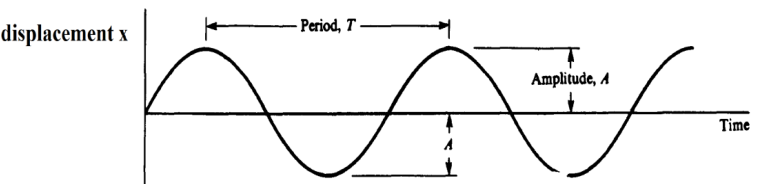 Period, T
displacement x
Amplitude, A
Time
A